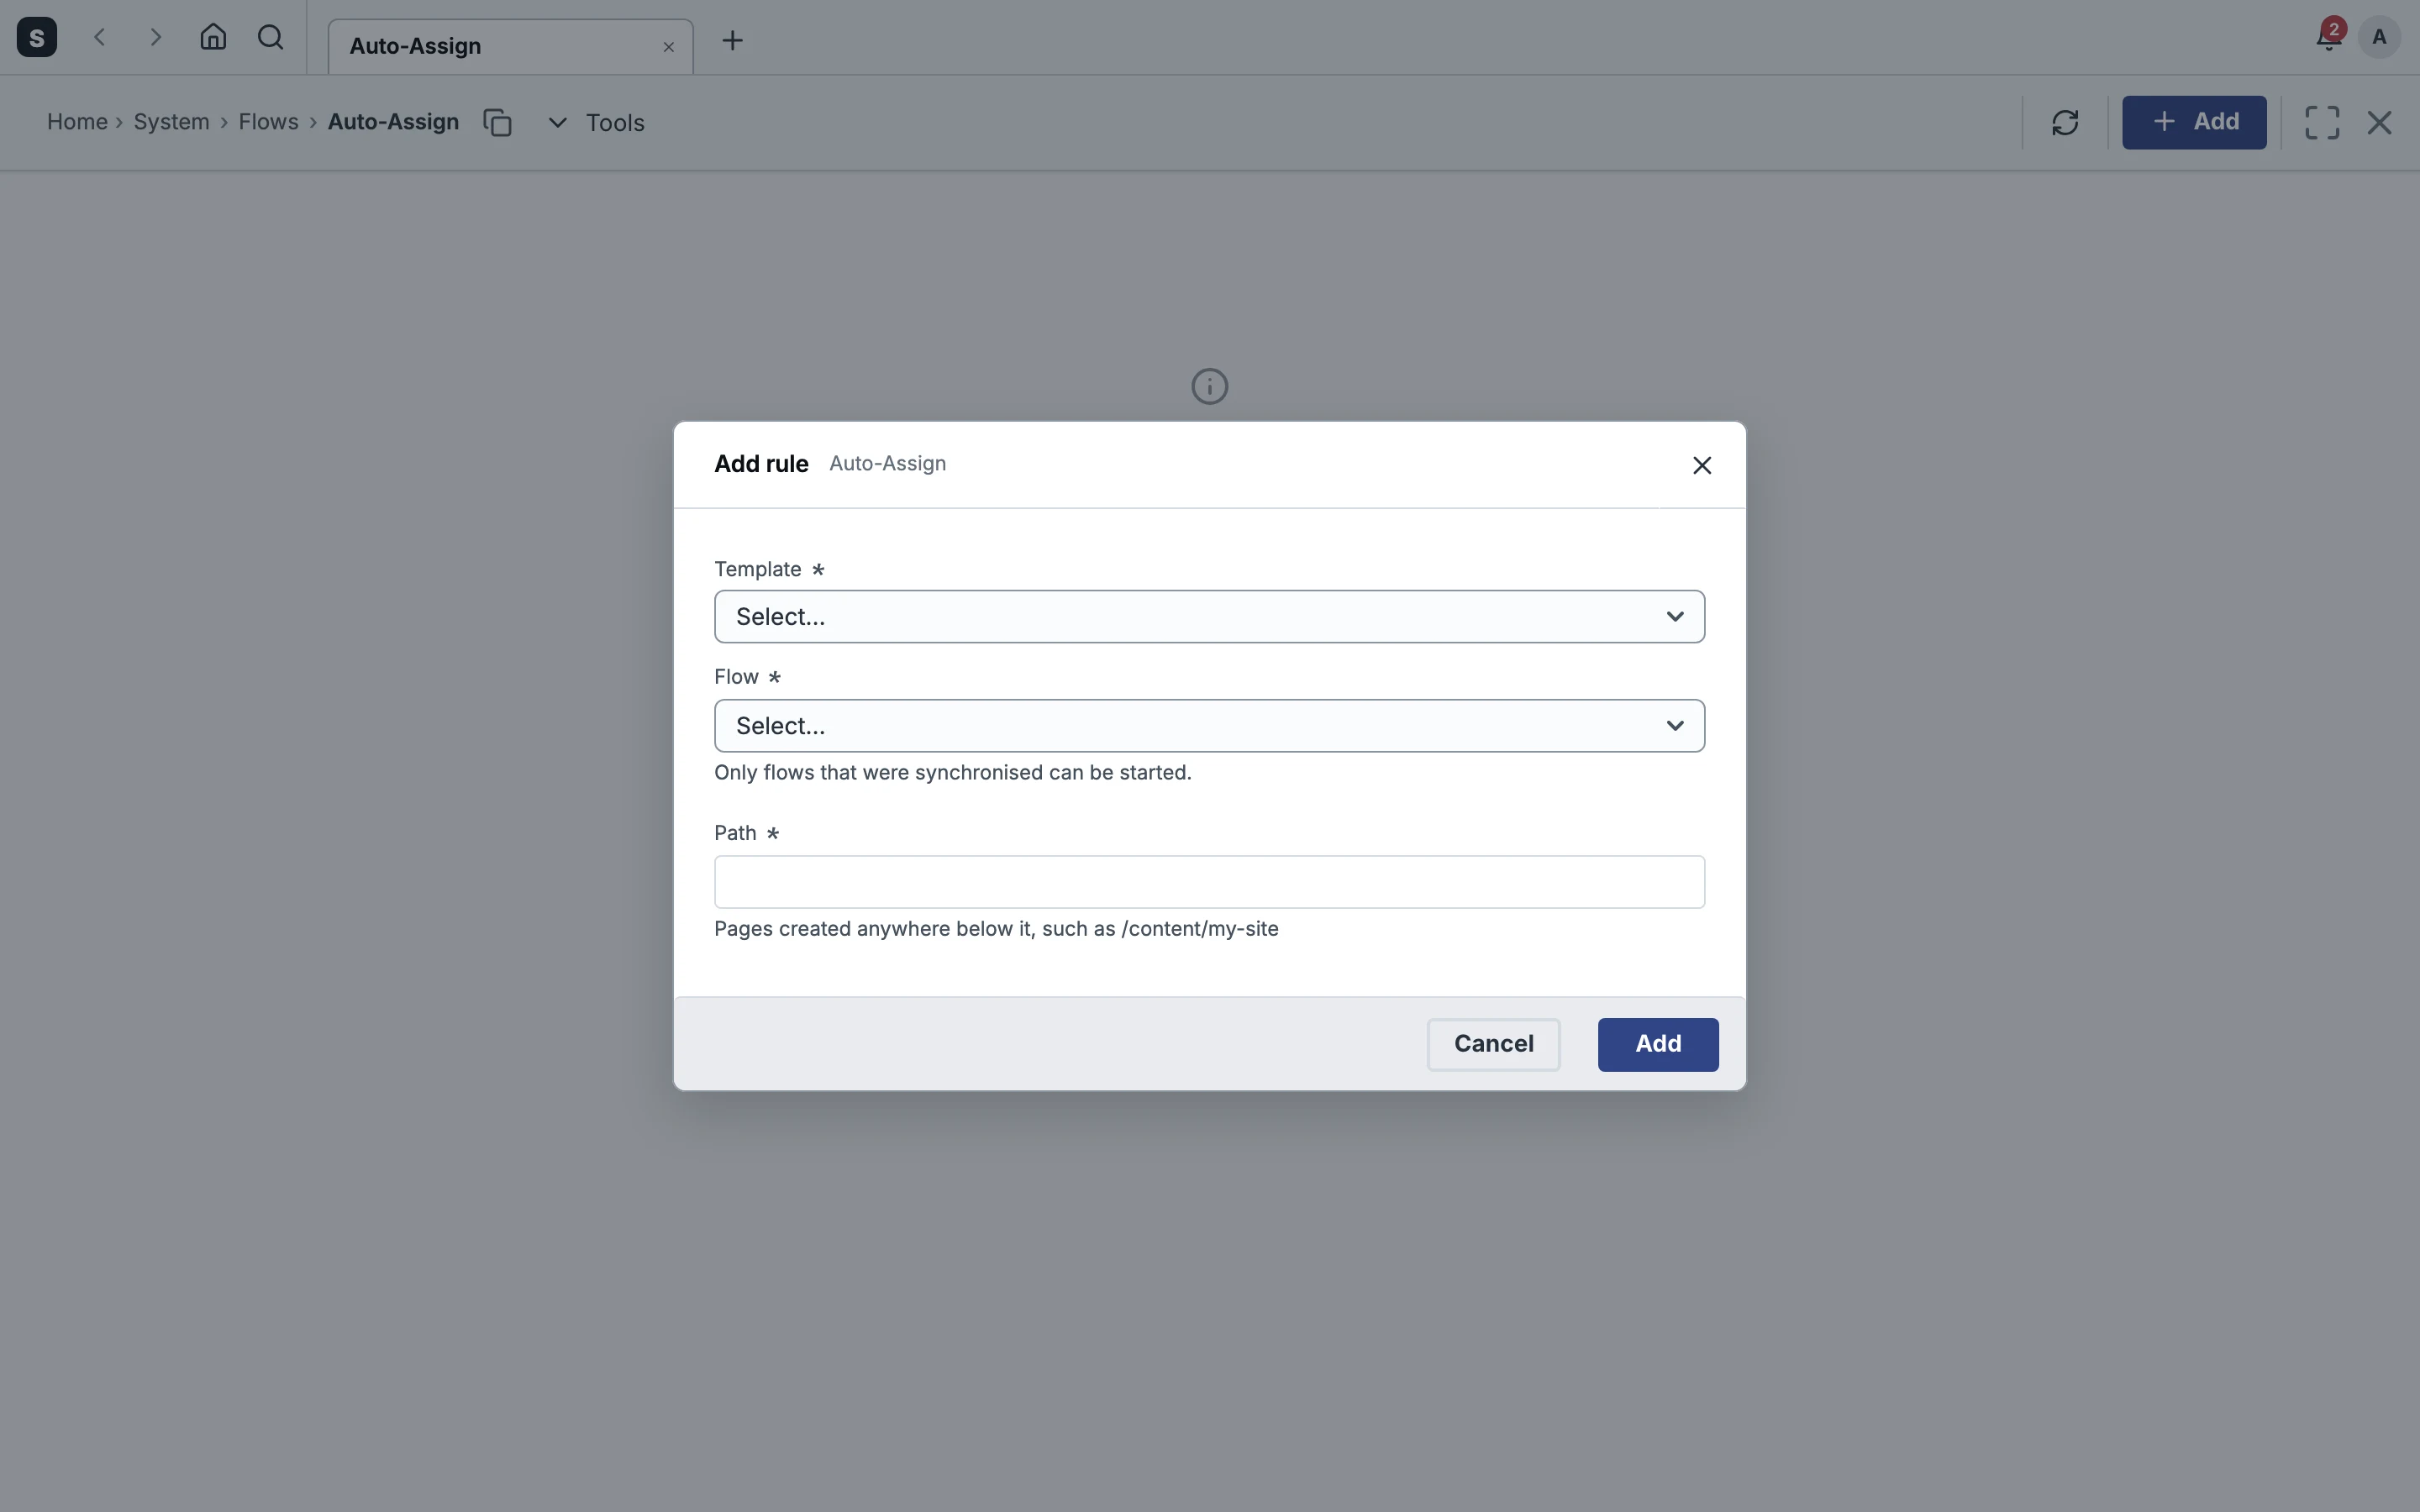 S
Auto-Assign
2
A
Home › System › Flows › Auto-Assign
Tools
Add
Add rule Auto-Assign
Template *
Select...
Flow *
Select...
Only flows that were synchronised can be started.
Path *
Pages created anywhere below it, such as /content/my-site
Cancel
Add